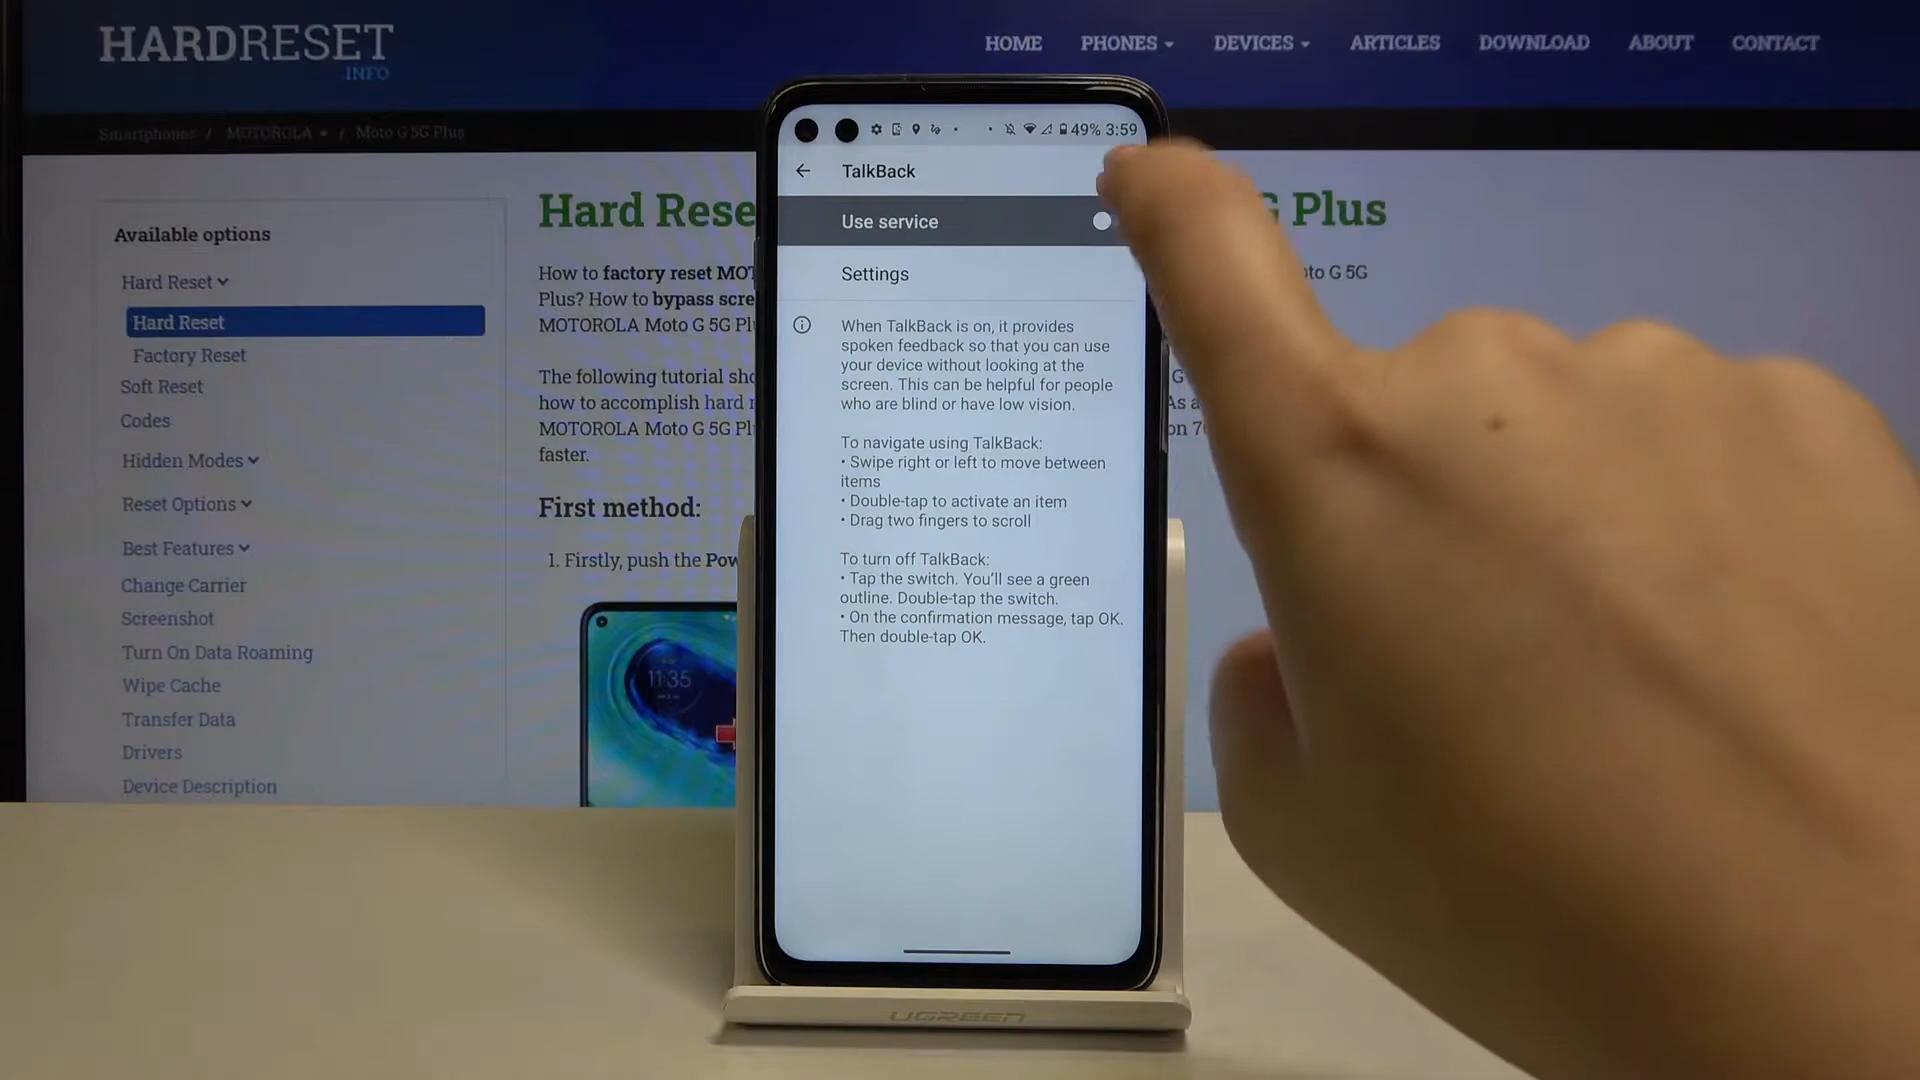 HARDRESET
.INFO
HOME PHONES DEVICES ARTICLES DOWNLOAD ABOUT CONTACT
Smartphones / MOTOROLA / Moto G 5G Plus
Available options
Hard Reset
Hard Reset
Factory Reset
Soft Reset
Codes
Hidden Modes
Reset Options
Best Features
Change Carrier
Screenshot
Turn On Data Roaming
Wipe Cache
Transfer Data
Drivers
Device Description
Hard Rese G Plus
How to factory reset MOT oto G 5G
Plus? How to bypass scre
MOTOROLA Moto G 5G Pl
The following tutorial sho G
how to accomplish hard r As a
MOTOROLA Moto G 5G Pl on 7
faster.
First method:
1. Firstly, push the Pow
11:35
49% 3:59
TalkBack
Use service
Settings
When TalkBack is on, it provides
spoken feedback so that you can use
your device without looking at the
screen. This can be helpful for people
who are blind or have low vision.
To navigate using TalkBack:
• Swipe right or left to move between
items
• Double-tap to activate an item
• Drag two fingers to scroll
To turn off TalkBack:
• Tap the switch. You'll see a green
outline. Double-tap the switch.
• On the confirmation message, tap OK.
Then double-tap OK.
UGREEN